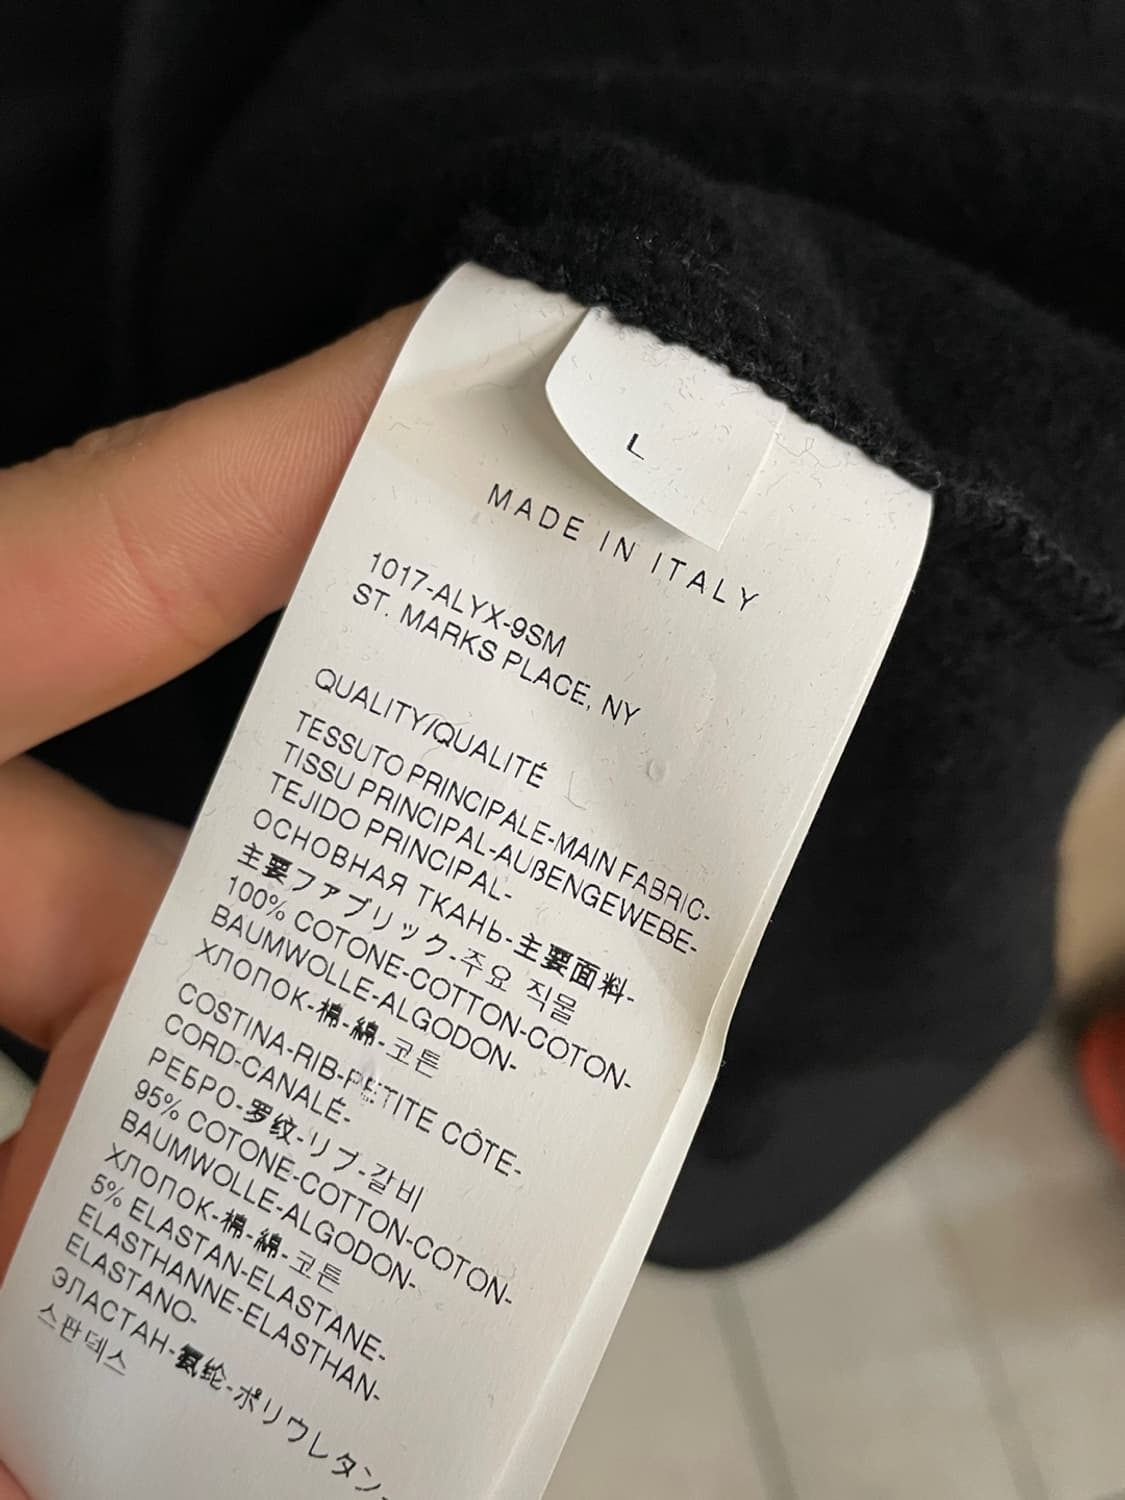 L
MADE IN ITALY
1017-ALYX-9SM
ST. MARKS PLACE, NY
QUALITY/QUALITÉ
TESSUTO PRINCIPALE-MAIN FABRIC-
TISSU PRINCIPAL-AUßENGEWEBE-
TEJIDO PRINCIPAL-
ОСНОВНАЯ ТКАНЬ-主要面料-
主要ファブリック-주요 직물
100% COTONE-COTTON-COTON-
BAUMWOLLE-ALGODON-
ХЛОПОК-棉-綿-코튼
COSTINA-RIB-PETITE CÔTE-
CORD-CANALÉ-
РЕБРО-罗纹-リブ-갈비
95% COTONE-COTTON-COTON-
BAUMWOLLE-ALGODON-
ХЛОПОК-棉-綿-코튼
5% ELASTAN-ELASTANE-
ELASTHANNE-ELASTHAN-
ELASTANO-
ЭЛАСТАН-氨纶-ポリウレタン-
스판덱스